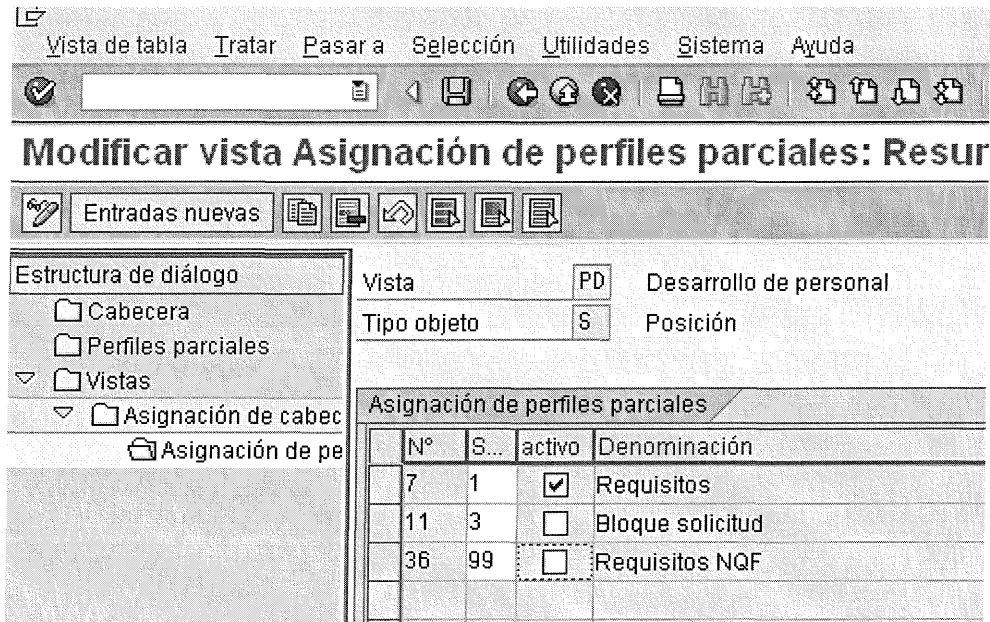 Vista de tabla Tratar Pasar a Selección Utilidades Sistema Ayuda
Modificar vista Asignación de perfiles parciales: Resur
Entradas nuevas
Estructura de diálogo
Cabecera
Perfiles parciales
Vistas
Asignación de cabec
Asignación de pe
Vista PD Desarrollo de personal
Tipo objeto S Posición
Asignación de perfiles parciales
N° S... activo Denominación
7 1 Requisitos
11 3 Bloque solicitud
36 99 Requisitos NQF